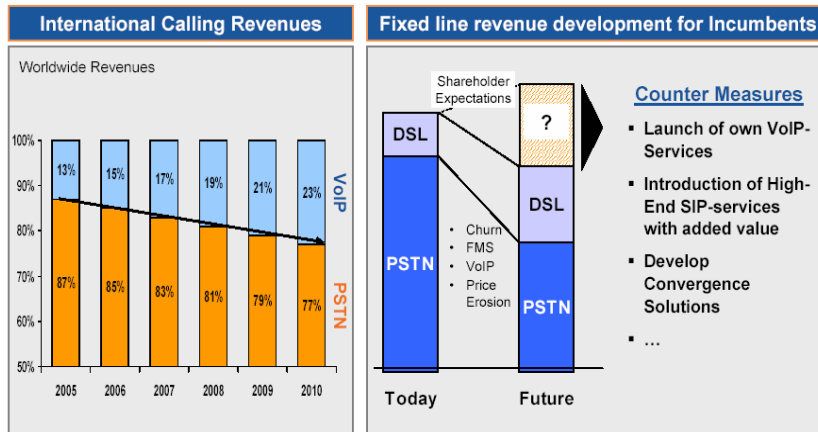 International Calling Revenues
Worldwide Revenues
100%
90%
80%
70%
60%
50%
13%
15%
17%
19%
21%
23%
87%
85%
83%
81%
79%
77%
VoIP
PSTN
2005
2006
2007
2008
2009
2010
Fixed line revenue development for Incumbents
Shareholder
Expectations
DSL
PSTN
• Churn
• FMS
• VoIP
• Price
Erosion
?
DSL
PSTN
Today
Future
Counter Measures
▪ Launch of own VoIP-
Services
▪ Introduction of High-
End SIP-services
with added value
▪ Develop
Convergence
Solutions
▪ ...